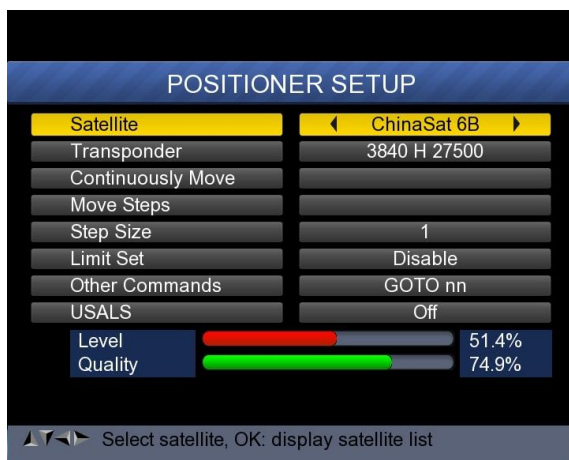 POSITIONER SETUP
Satellite ChinaSat 6B
Transponder 3840 H 27500
Continuously Move
Move Steps
Step Size 1
Limit Set Disable
Other Commands GOTO nn
USALS Off
Level 51.4%
Quality 74.9%
Select satellite, OK: display satellite list